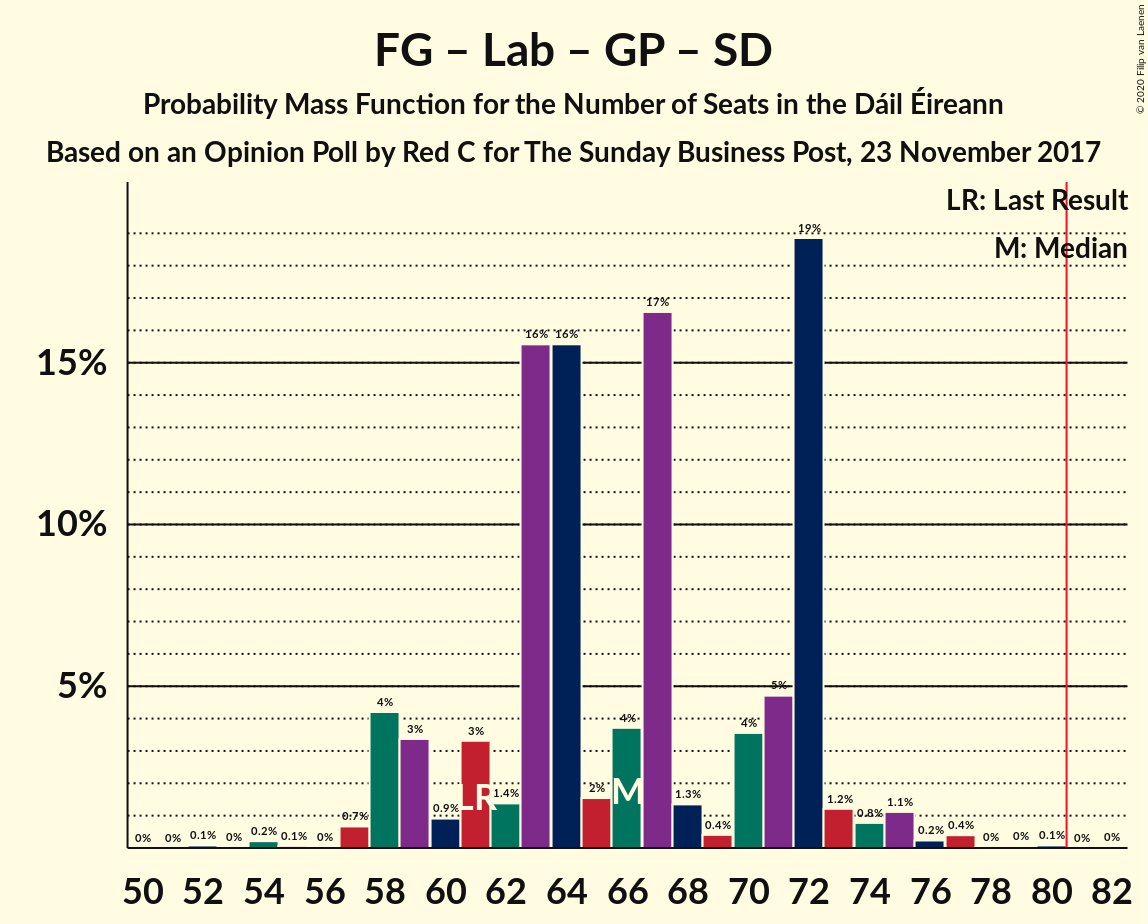 FG – Lab – GP – SD
Probability Mass Function for the Number of Seats in the Dáil Éireann
Based on an Opinion Poll by Red C for The Sunday Business Post, 23 November 2017
© 2020 Filip van Laenen
LR: Last Result
M: Median
15%
10%
5%
0% 0% 0.1% 0% 0.2% 0.1% 0% 0.7% 4% 3% 0.9% 3% 1.4% 16% 16% 2% 4% 17% 1.3% 0.4% 4% 5% 19% 1.2% 0.8% 1.1% 0.2% 0.4% 0% 0% 0.1% 0% 0%
LR M
50 52 54 56 58 60 62 64 66 68 70 72 74 76 78 80 82